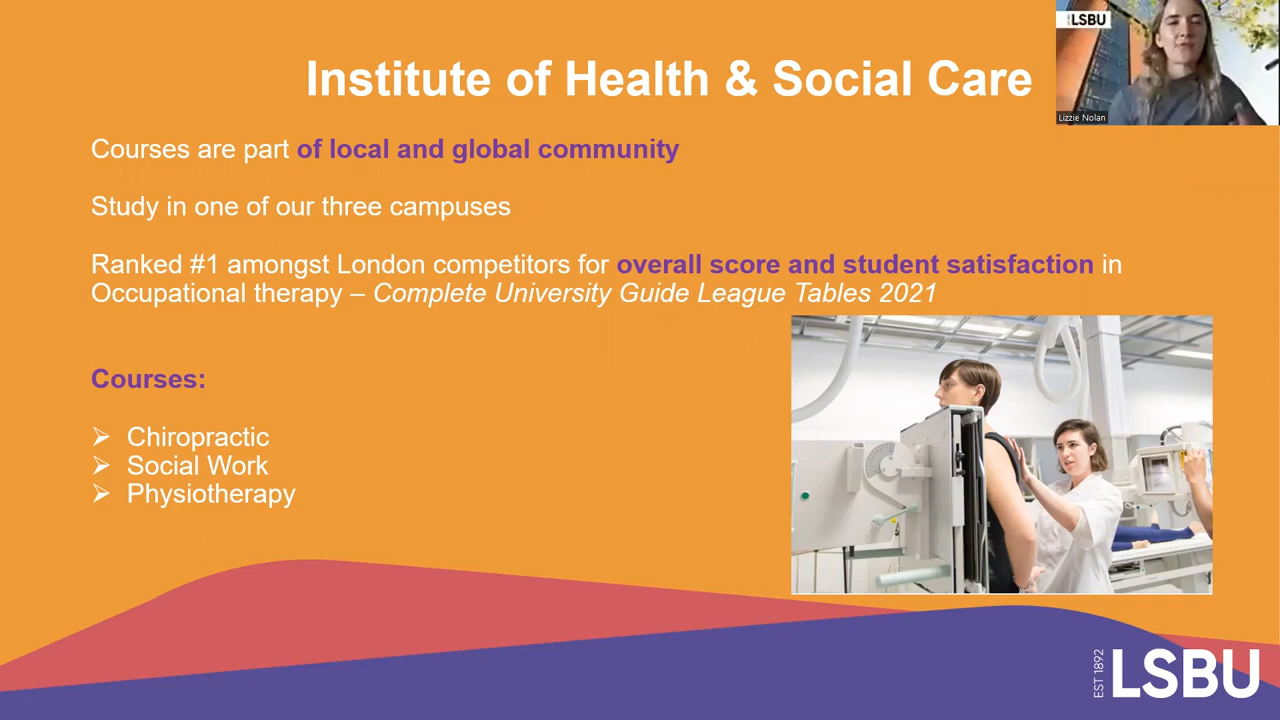 LSBU
Lizzie Nolan
Institute of Health & Social Care
Courses are part of local and global community
Study in one of our three campuses
Ranked #1 amongst London competitors for overall score and student satisfaction in
Occupational therapy – Complete University Guide League Tables 2021
Courses:
➢ Chiropractic
➢ Social Work
➢ Physiotherapy
EST 1892
LSBU